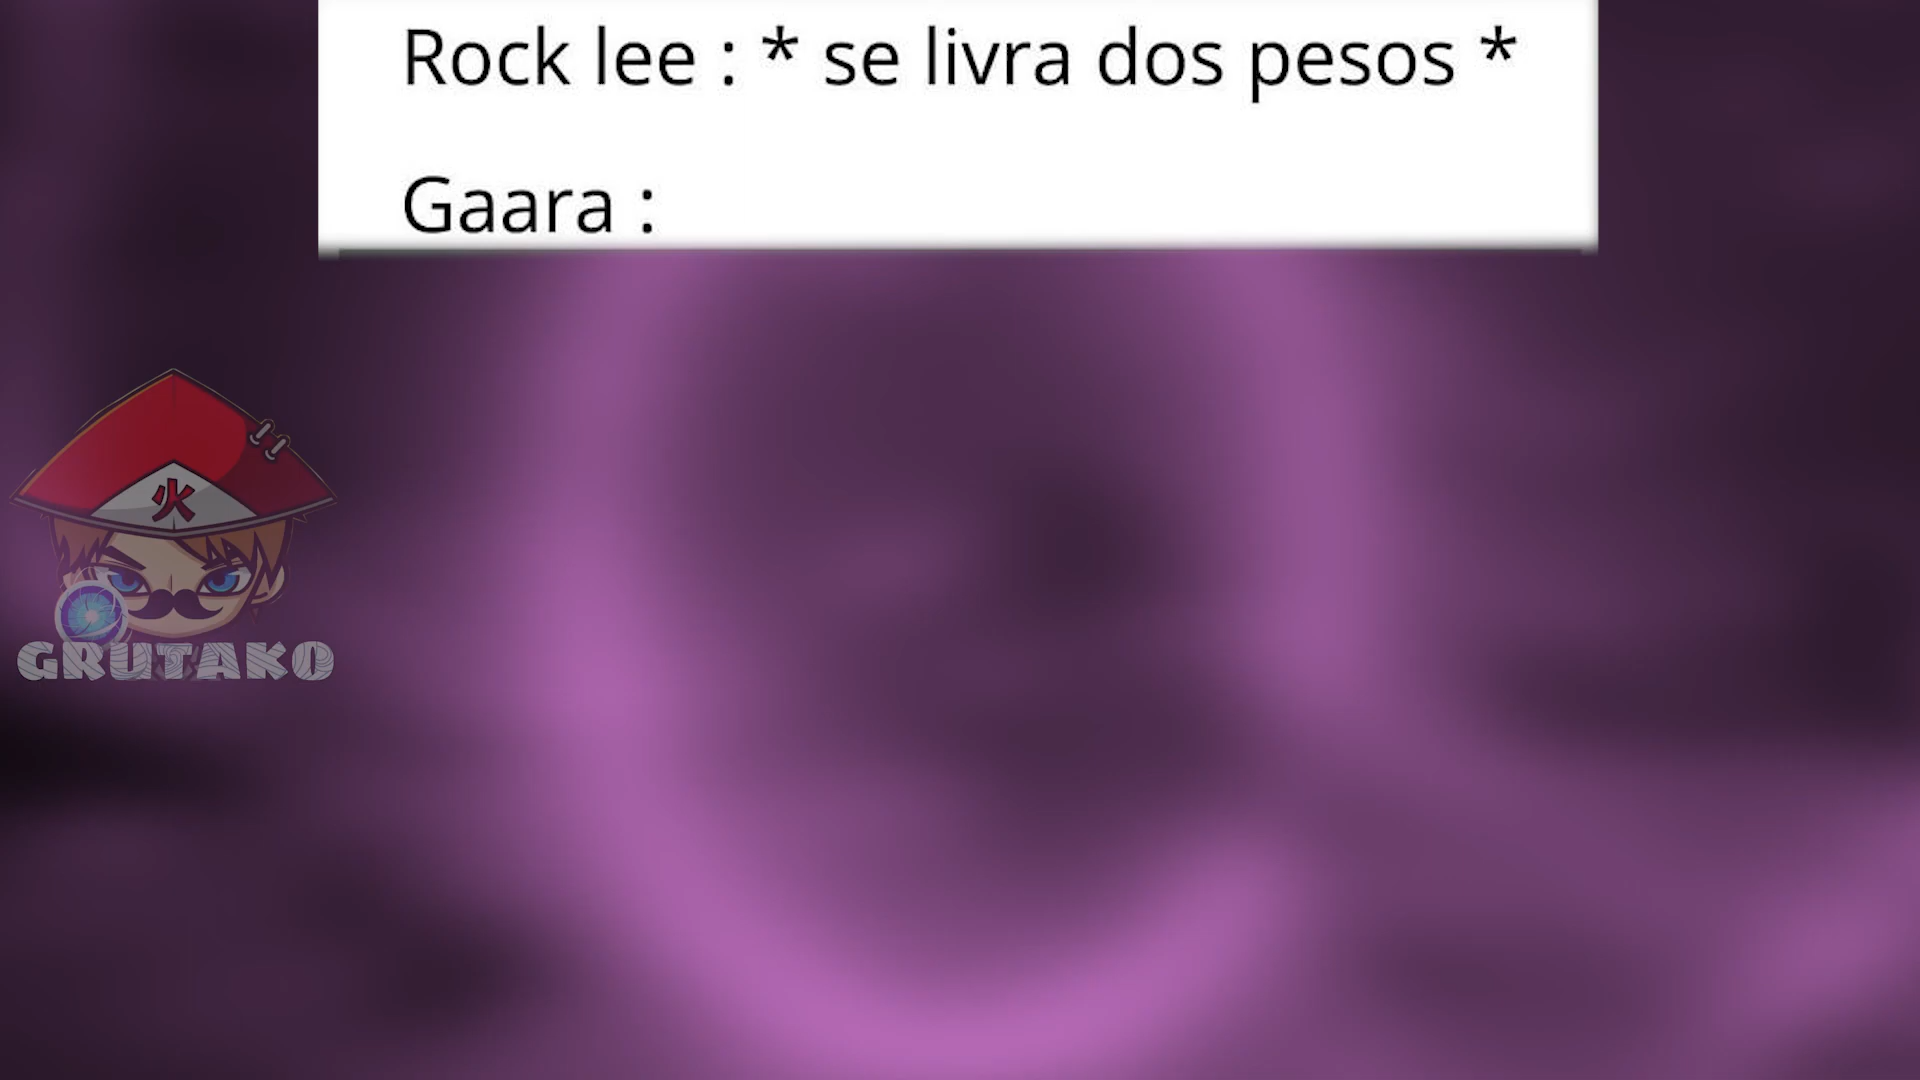 Rock lee : * se livra dos pesos *
Gaara :
火
GRUTAKO